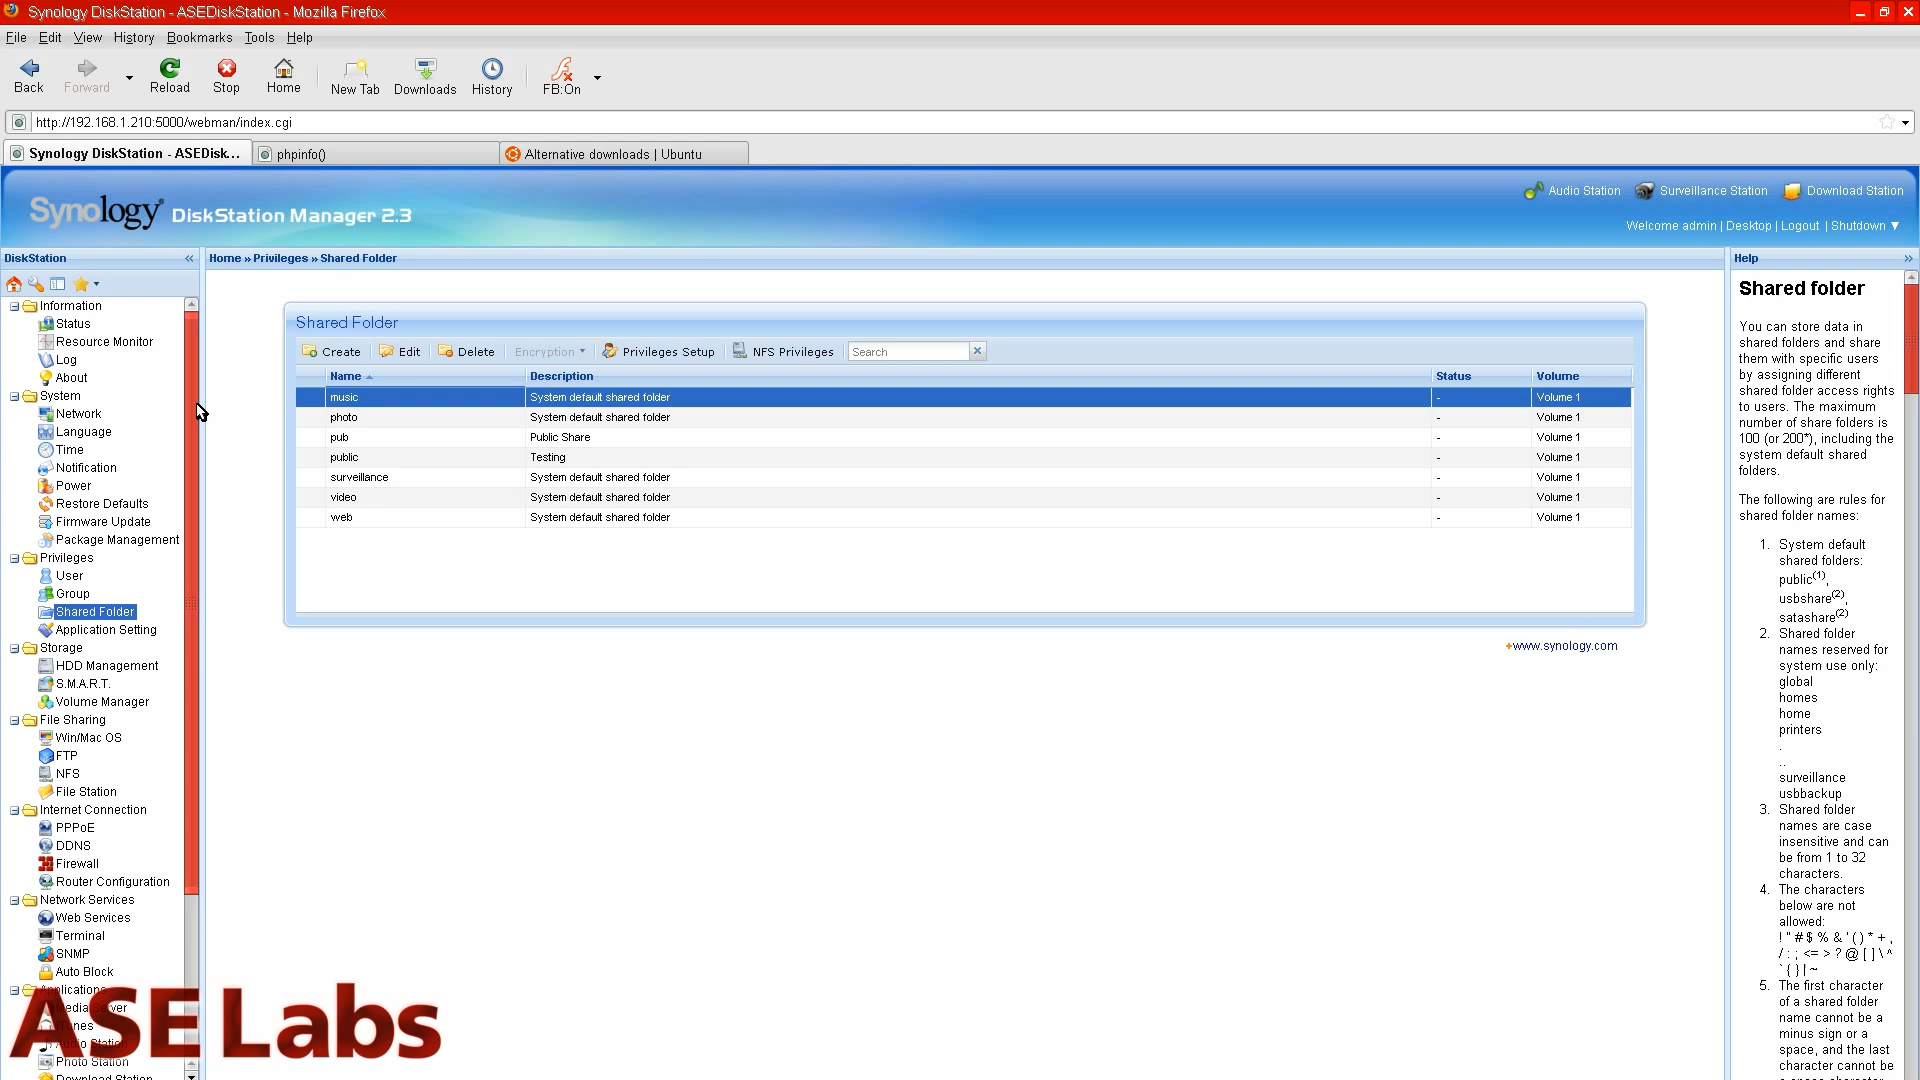 Synology DiskStation - ASEDiskStation - Mozilla Firefox
File Edit View History Bookmarks Tools Help
Back Forward Reload Stop Home New Tab Downloads History FB:On
http://192.168.1.210:5000/webman/index.cgi
Synology DiskStation - ASEDisk... phpinfo() Alternative downloads | Ubuntu
Synology DiskStation Manager 2.3
Audio Station Surveillance Station Download Station
Welcome admin | Desktop | Logout | Shutdown ▼
DiskStation «
Information
Status
Resource Monitor
Log
About
System
Network
Language
Time
Notification
Power
Restore Defaults
Firmware Update
Package Management
Privileges
User
Group
Shared Folder
Application Setting
Storage
HDD Management
S.M.A.R.T.
Volume Manager
File Sharing
Win/Mac OS
FTP
NFS
File Station
Internet Connection
PPPoE
DDNS
Firewall
Router Configuration
Network Services
Web Services
Terminal
SNMP
Auto Block
Applications
Media Server
iTunes
Audio Station
Photo Station
Download Station
ASE Labs
Home » Privileges » Shared Folder
Shared Folder
Create Edit Delete Encryption Privileges Setup NFS Privileges Search
Name Description Status Volume
music System default shared folder - Volume 1
photo System default shared folder - Volume 1
pub Public Share - Volume 1
public Testing - Volume 1
surveillance System default shared folder - Volume 1
video System default shared folder - Volume 1
web System default shared folder - Volume 1
+www.synology.com
Help »
Shared folder
You can store data in
shared folders and share
them with specific users
by assigning different
shared folder access rights
to users. The maximum
number of share folders is
100 (or 200*), including the
system default shared
folders.
The following are rules for
shared folder names:
1. System default
shared folders:
public(1),
usbshare(2),
satashare(2)
2. Shared folder
names reserved for
system use only:
global
homes
home
printers
.
..
surveillance
usbbackup
3. Shared folder
names are case
insensitive and can
be from 1 to 32
characters.
4. The characters
below are not
allowed:
! " # $ % & ' ( ) * + ,
/ : ; < = > ? @ [ ] \ ^
` { } | ~
5. The first character
of a shared folder
name cannot be a
minus sign or a
space, and the last
character cannot be